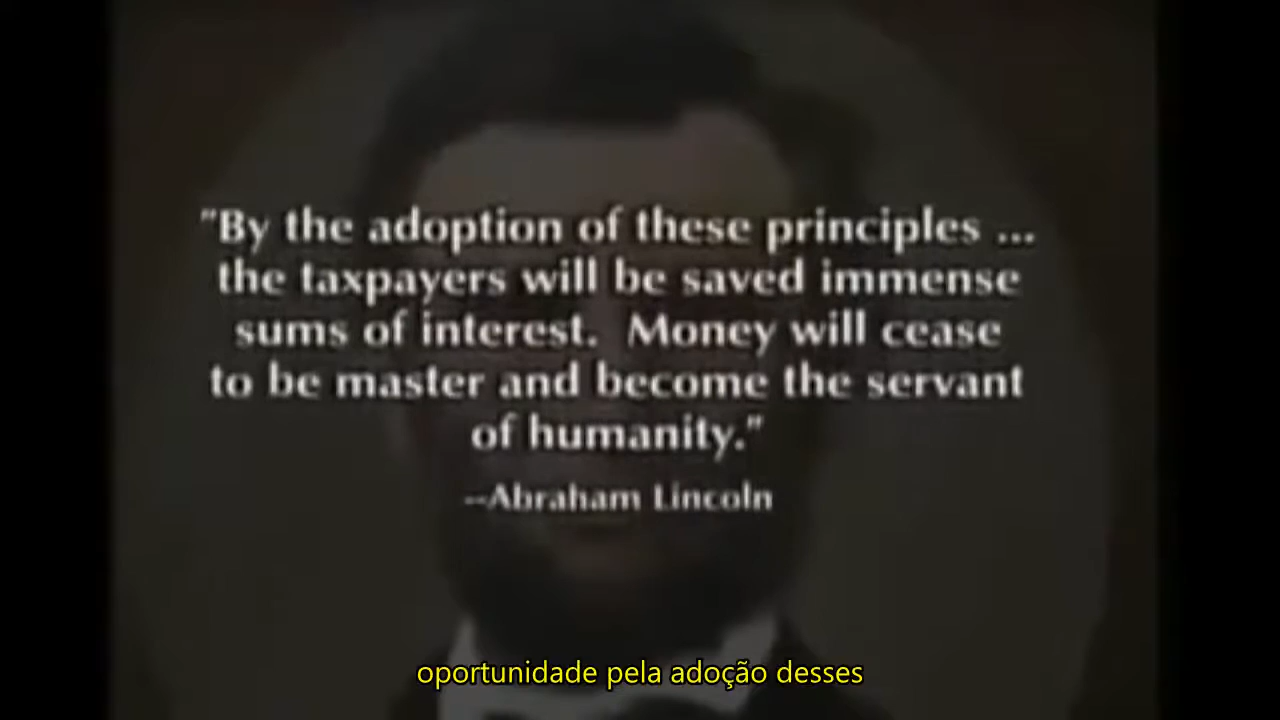 "By the adoption of these principles ...
the taxpayers will be saved immense
sums of interest. Money will cease
to be master and become the servant
of humanity."
--Abraham Lincoln
oportunidade pela adoção desses